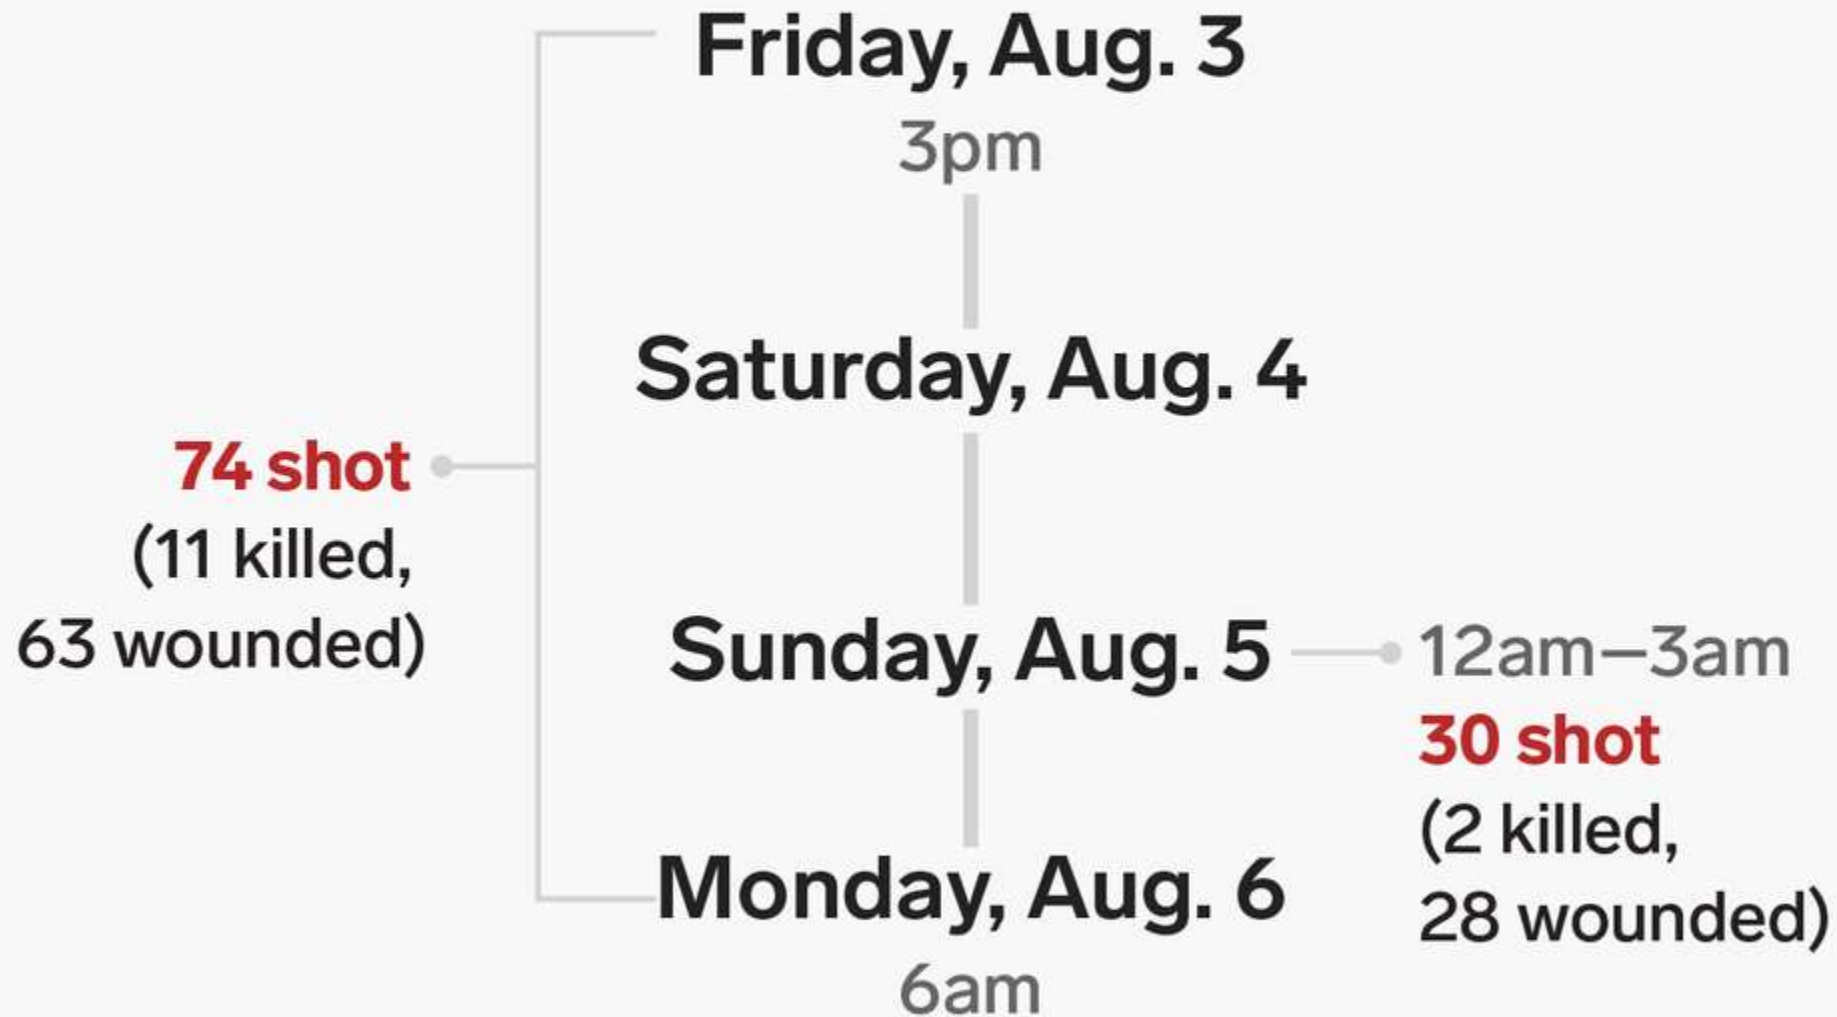 Friday, Aug. 3
3pm
Saturday, Aug. 4
74 shot
(11 killed,
63 wounded)
Sunday, Aug. 5
12am–3am
30 shot
(2 killed,
28 wounded)
Monday, Aug. 6
6am